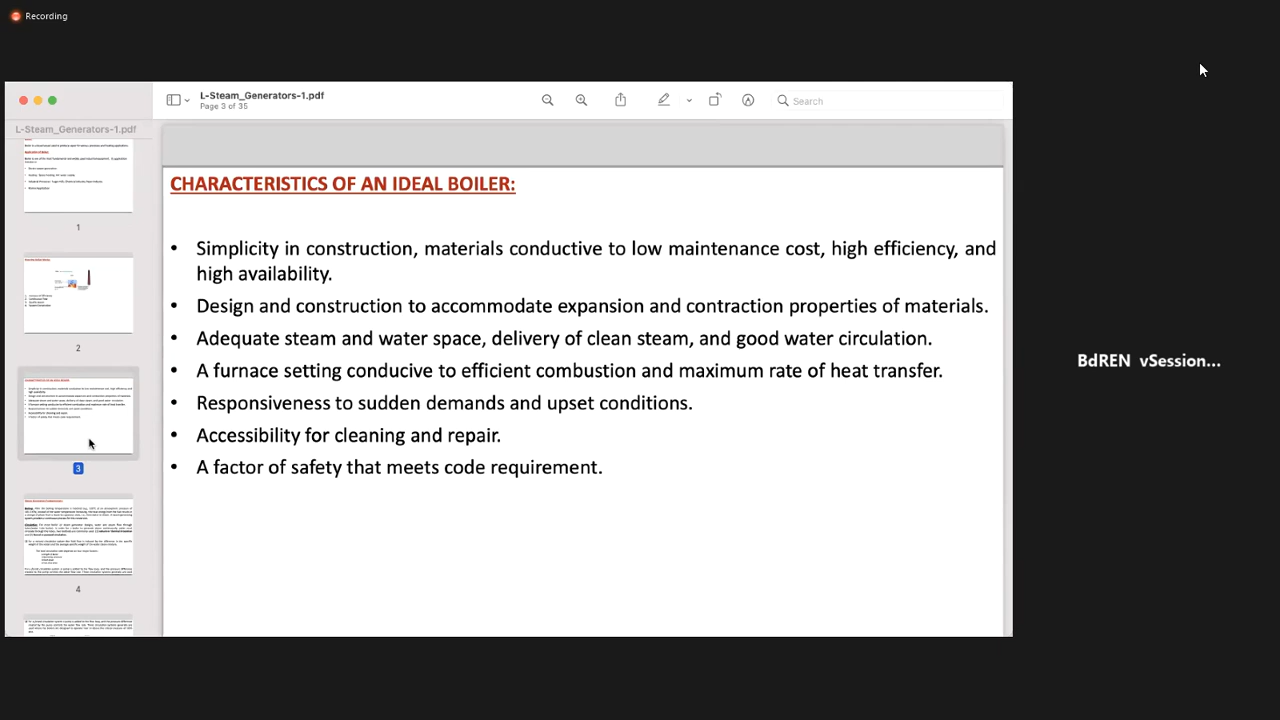 Recording
L-Steam_Generators-1.pdf
Page 3 of 35
Search
L-Steam_Generators-1.pdf
1
2
3
4
CHARACTERISTICS OF AN IDEAL BOILER:
• Simplicity in construction, materials conductive to low maintenance cost, high efficiency, and
high availability.
• Design and construction to accommodate expansion and contraction properties of materials.
• Adequate steam and water space, delivery of clean steam, and good water circulation.
• A furnace setting conducive to efficient combustion and maximum rate of heat transfer.
• Responsiveness to sudden demands and upset conditions.
• Accessibility for cleaning and repair.
• A factor of safety that meets code requirement.
BdREN vSession...